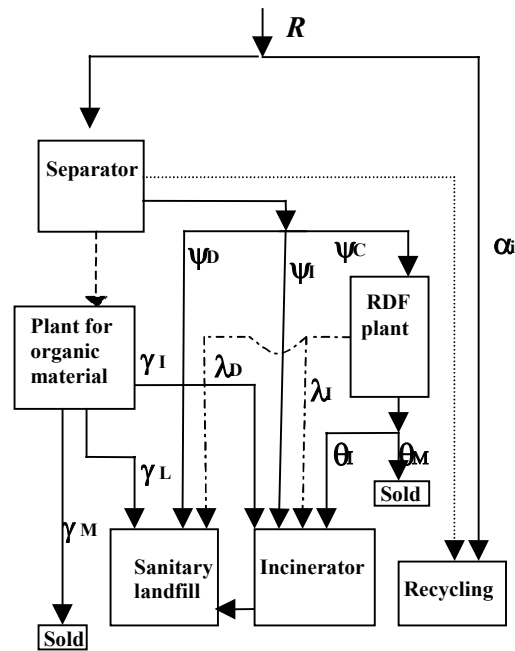 R
Separator
αi
ψD
ψI
ψC
RDF
plant
Plant for
organic
material
γI
λD
λI
θI
θM
Sold
γL
γM
Sanitary
landfill
Incinerator
Recycling
Sold